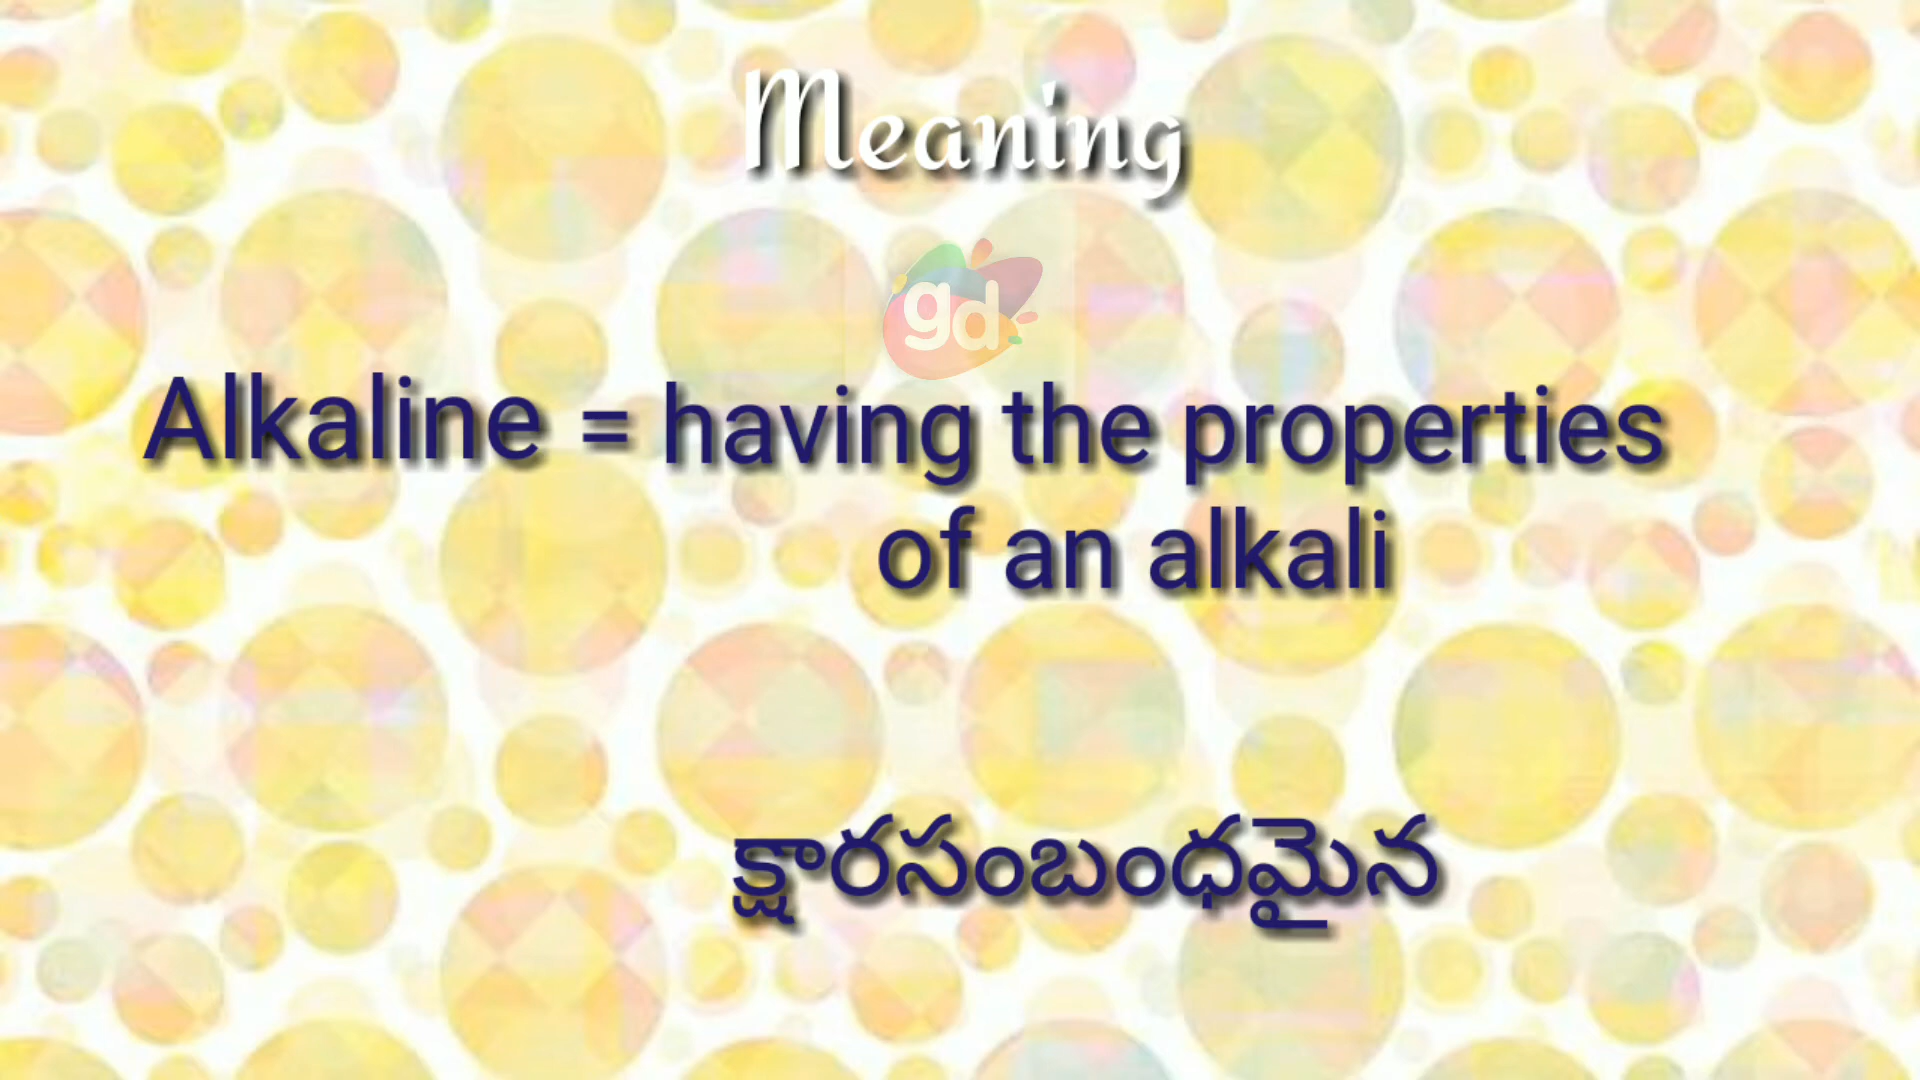 Meaning
gd
Alkaline = having the properties
of an alkali
క్షారసంబంధమైన